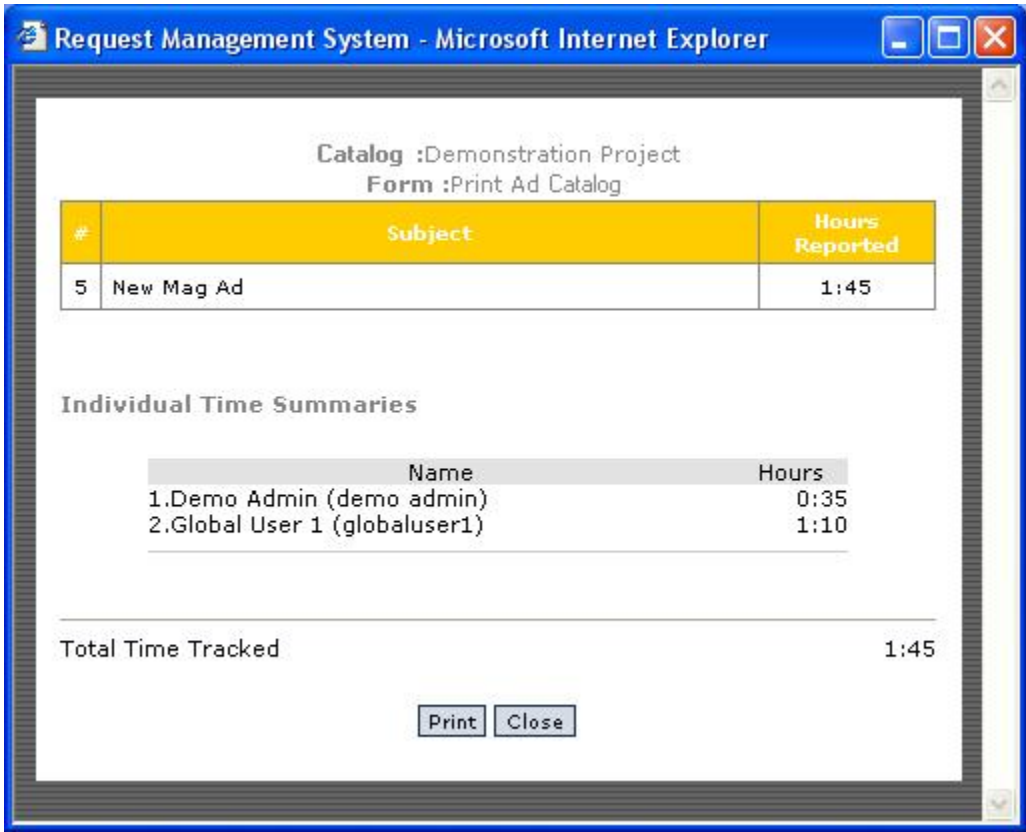 Request Management System - Microsoft Internet Explorer
Catalog :Demonstration Project
Form :Print Ad Catalog
# Subject Hours Reported
5 New Mag Ad 1:45
Individual Time Summaries
Name Hours
1.Demo Admin (demo admin) 0:35
2.Global User 1 (globaluser1) 1:10
Total Time Tracked 1:45
Print Close